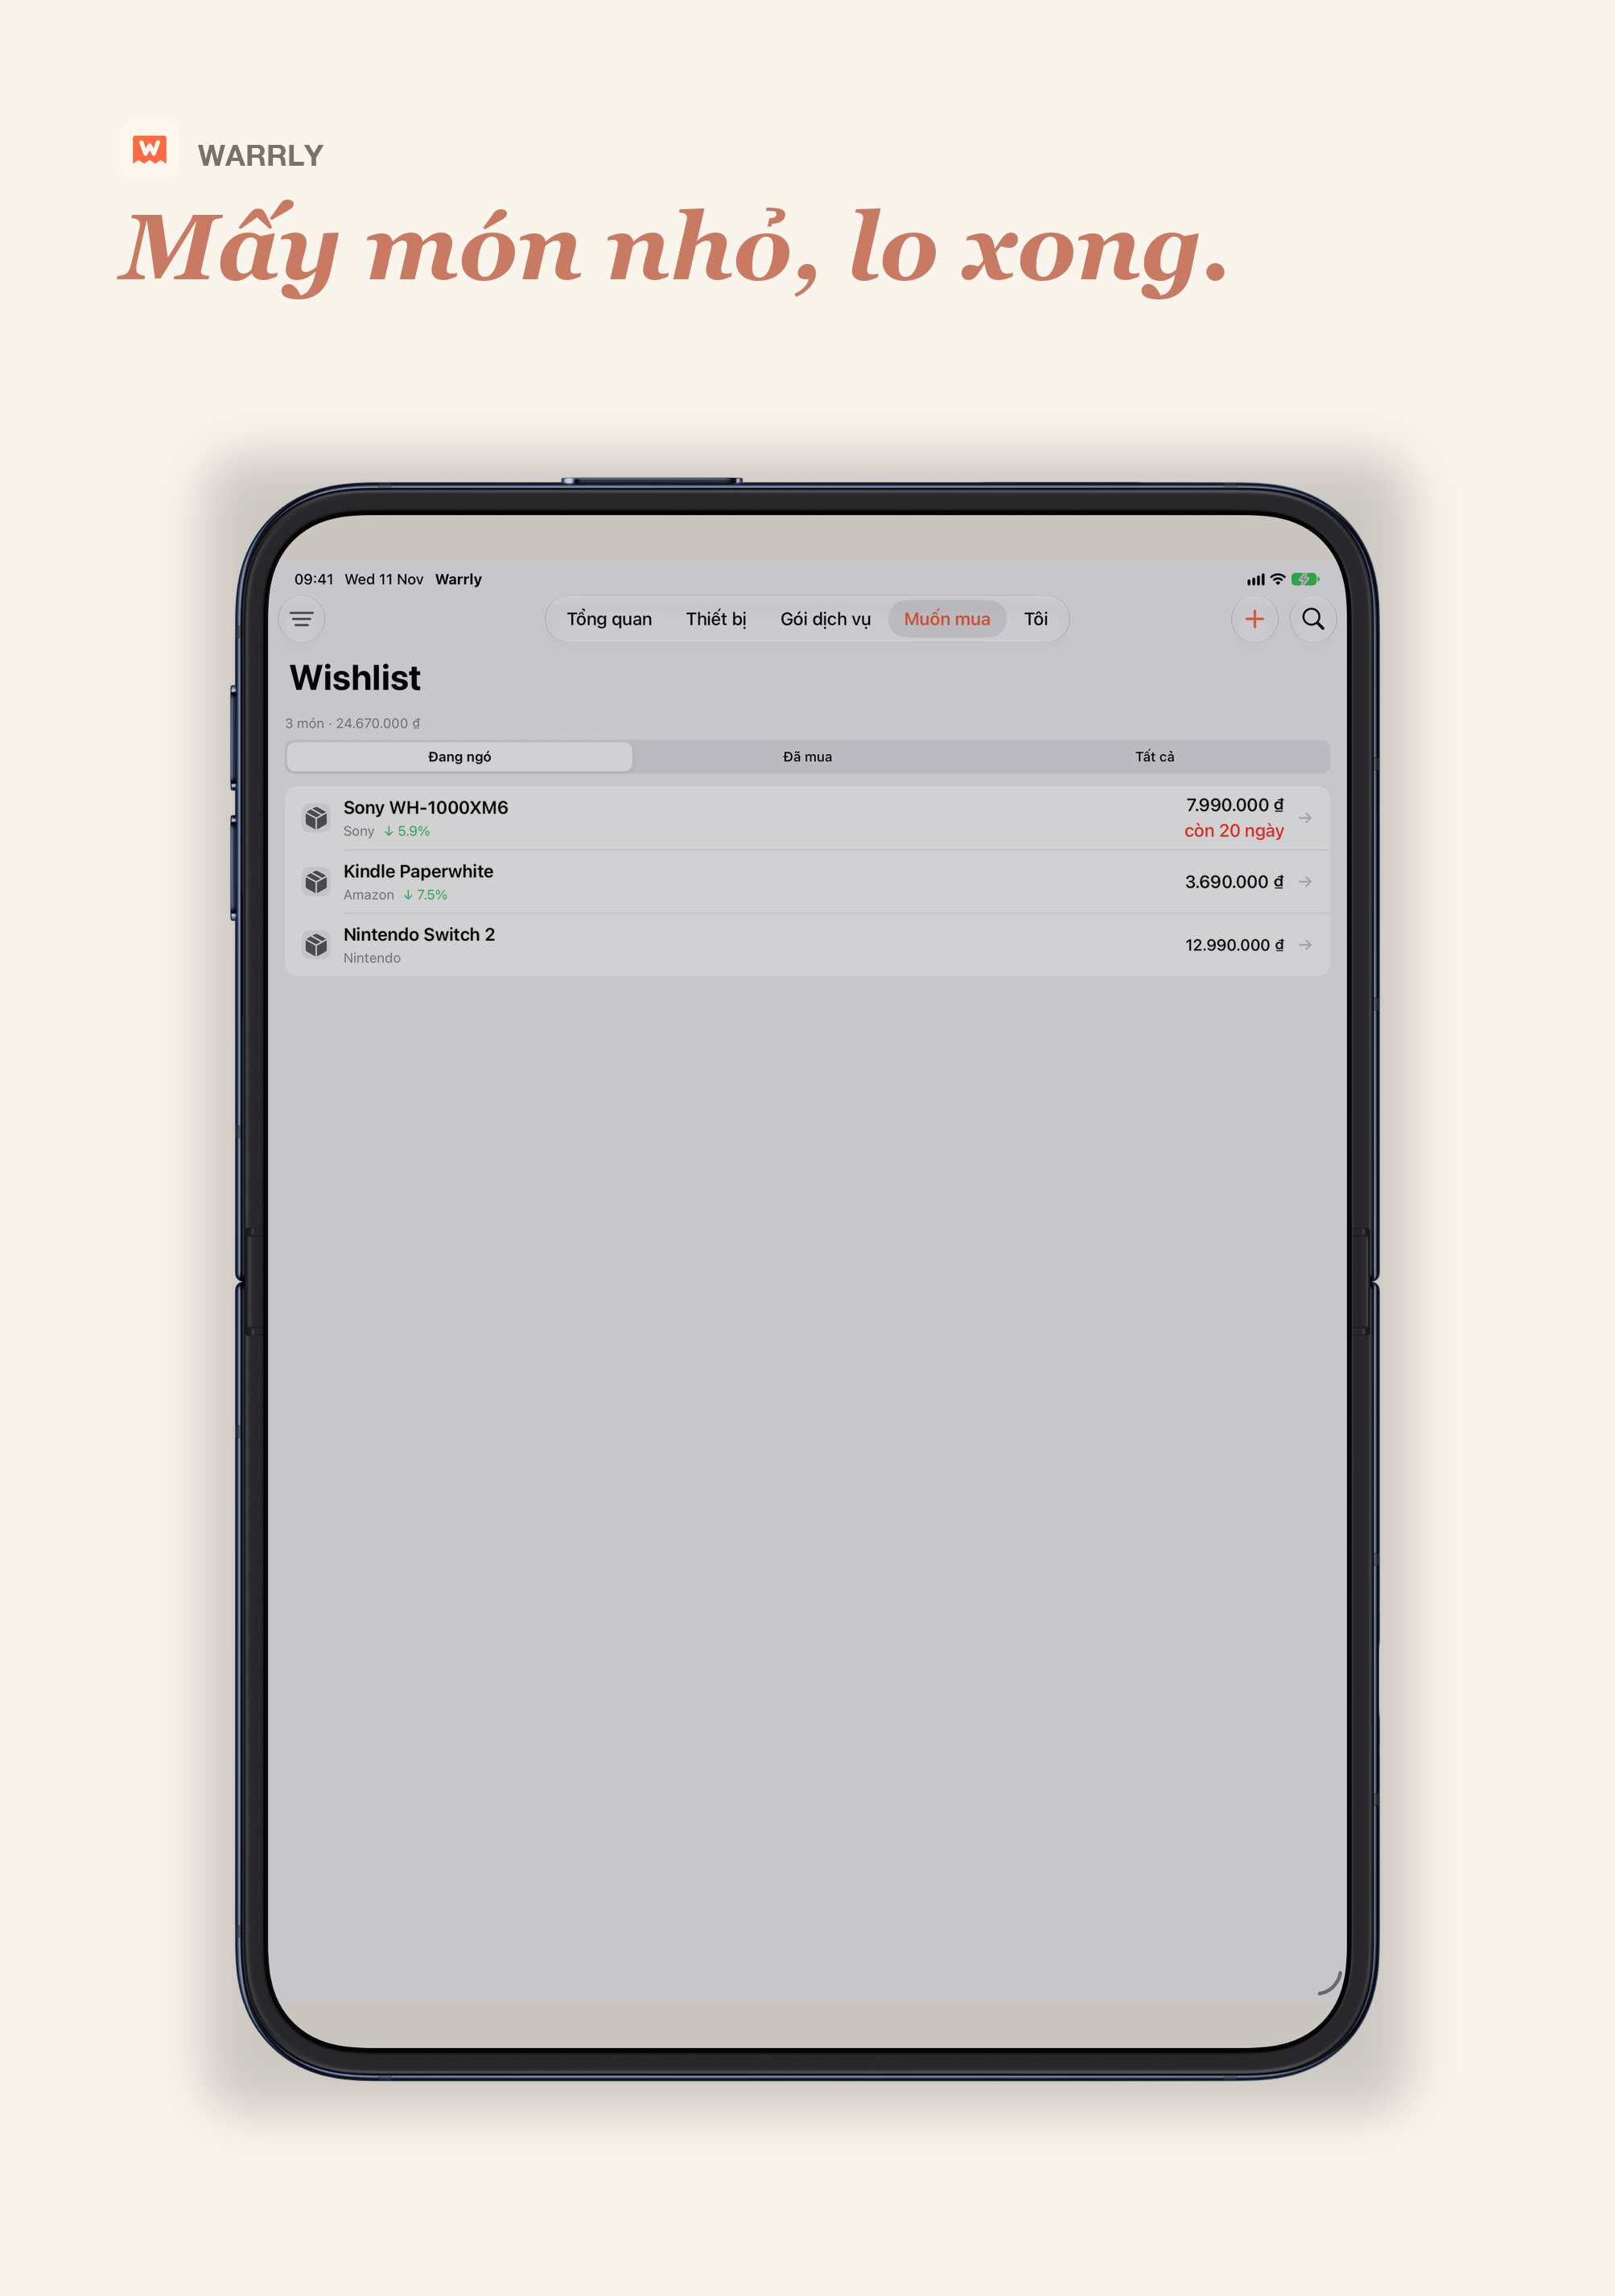 WARRLY
Mấy món nhỏ, lo xong.
09:41 Wed 11 Nov Warrly
Tổng quan Thiết bị Gói dịch vụ Muốn mua Tôi
Wishlist
3 món · 24.670.000 ₫
Đang ngó Đã mua Tất cả
Sony WH-1000XM6 7.990.000 ₫
Sony ↓ 5.9% còn 20 ngày
Kindle Paperwhite 3.690.000 ₫
Amazon ↓ 7.5%
Nintendo Switch 2 12.990.000 ₫
Nintendo